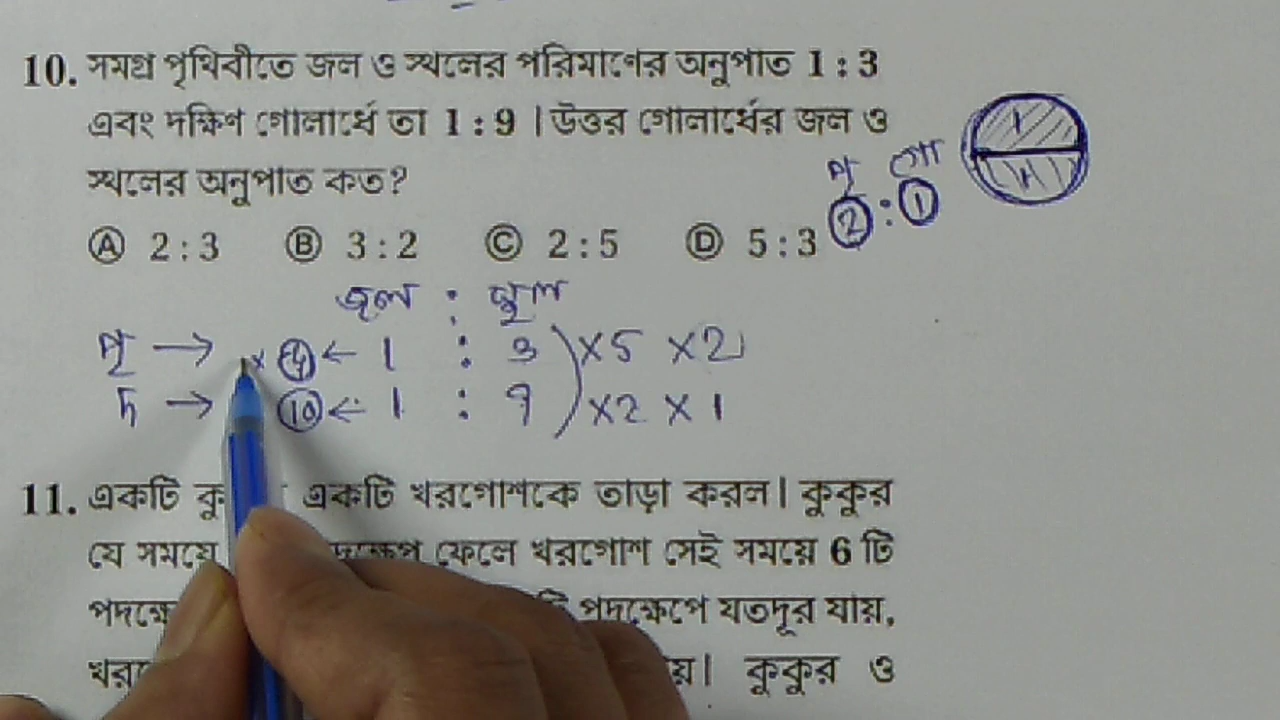 10. সমগ্র পৃথিবীতে জল ও স্থলের পরিমাণের অনুপাত 1 : 3
এবং দক্ষিণ গোলার্ধে তা 1 : 9 । উত্তর গোলার্ধের জল ও
স্থলের অনুপাত কত?
পৃ গো
2 : 1
1
Ⓐ 2 : 3 Ⓑ 3 : 2 Ⓒ 2 : 5 Ⓓ 5 : 3
জল : স্থল
পৃ → × 4 ← 1 : 3 ) ×5 ×2
দ → 10 ← 1 : 9 ) ×2 ×1
11. একটি একটি খরগোশকে তাড়া করল। কুকুর
যে সময়ে ফেলে খরগোশ সেই সময়ে 6 টি
পদক্ষেপে যতদূর যায়,
কুকুর ও